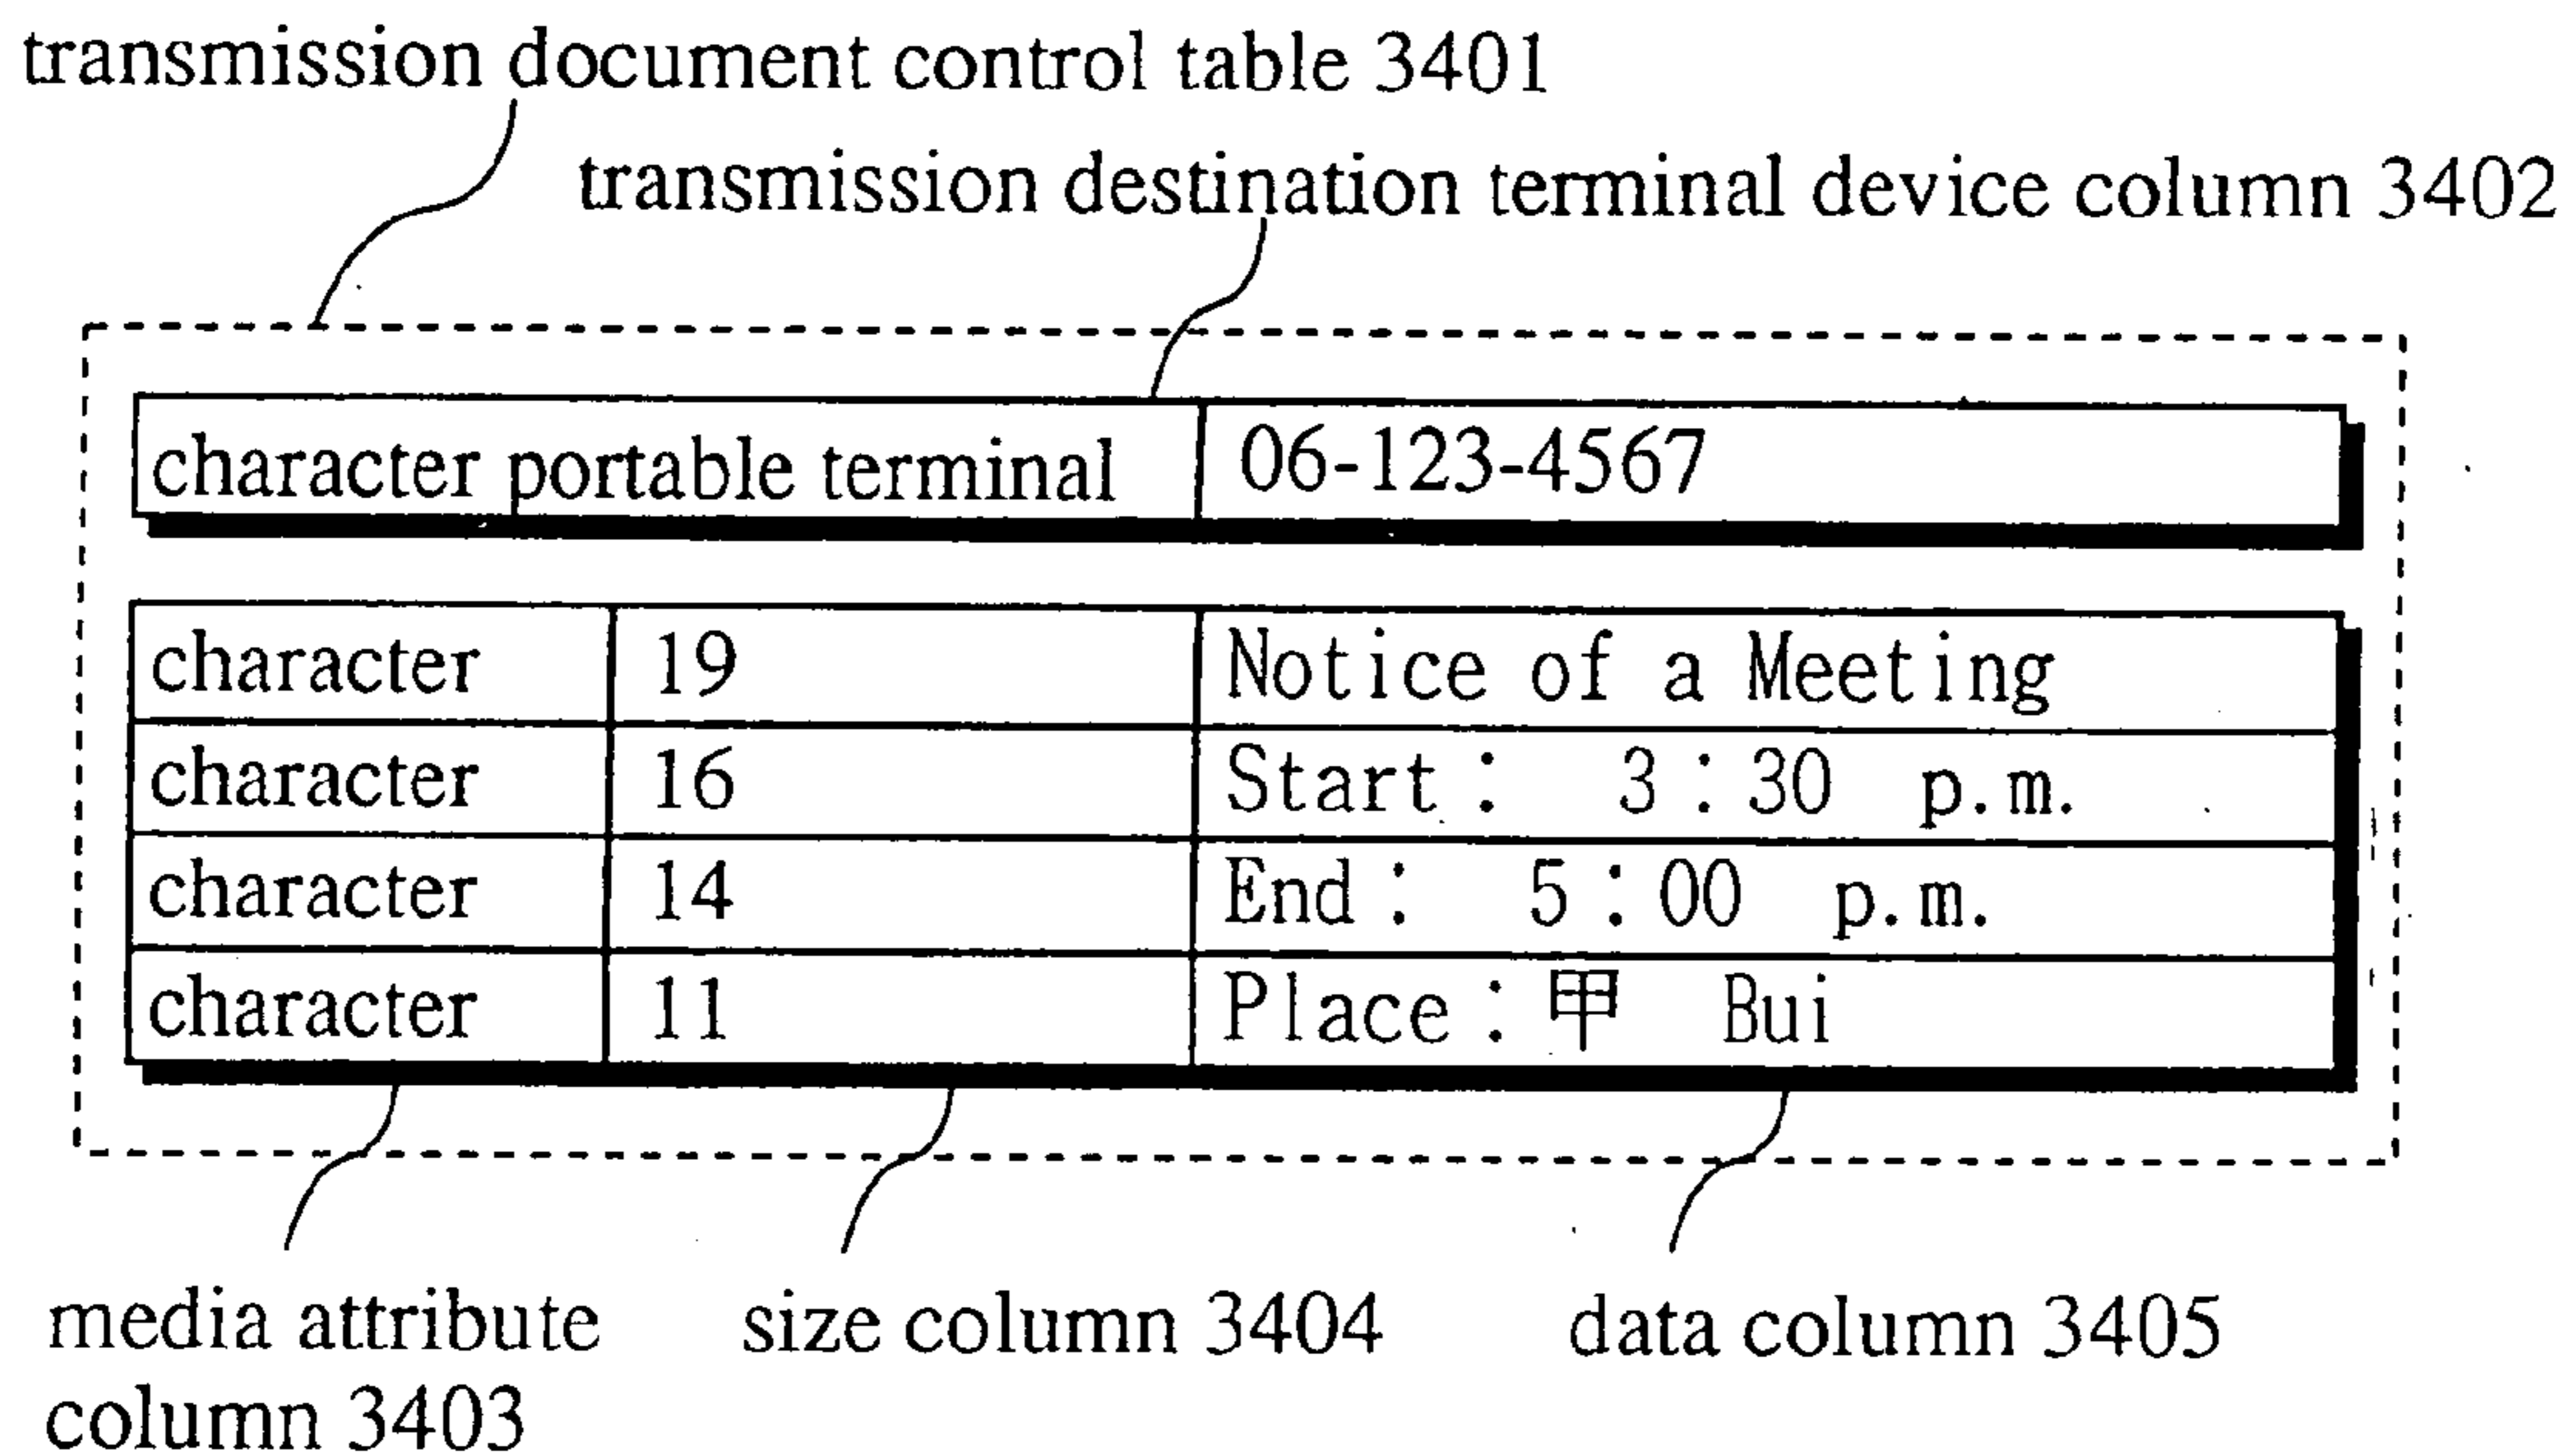 transmission document control table 3401
transmission destination terminal device column 3402
character portable terminal 06-123-4567
character 19 Notice of a Meeting
character 16 Start : 3 : 30 p.m.
character 14 End : 5 : 00 p.m.
character 11 Place : 甲 Bui
media attribute size column 3404 data column 3405
column 3403